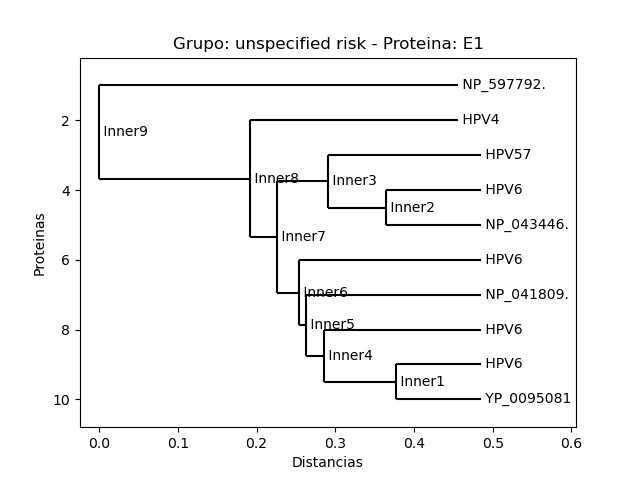 Grupo: unspecified risk - Proteina: E1
NP_597792.
2
HPV4
Inner9
HPV57
Inner8
Inner3
4
HPV6
Inner2
NP_043446.
Inner7
Proteinas
6
HPV6
Inner6
NP_041809.
Inner5
8
HPV6
Inner4
HPV6
Inner1
10
YP_0095081
0.0 0.1 0.2 0.3 0.4 0.5 0.6
Distancias